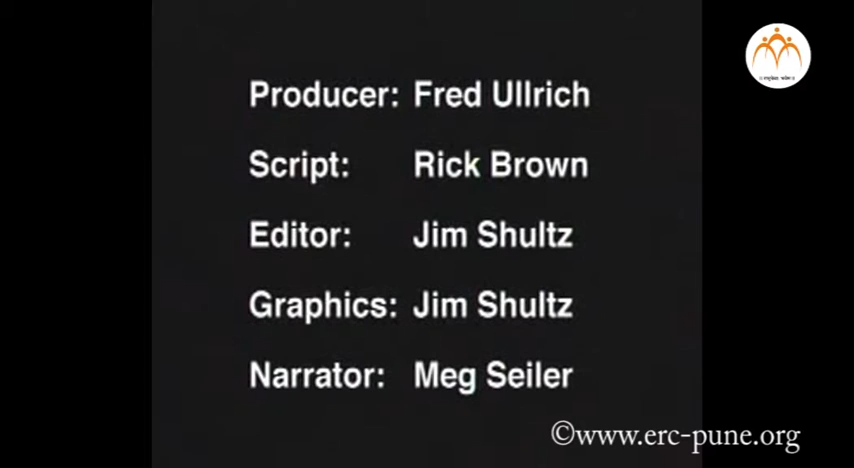 Producer: Fred Ullrich
Script: Rick Brown
Editor: Jim Shultz
Graphics: Jim Shultz
Narrator: Meg Seiler
©www.erc-pune.org